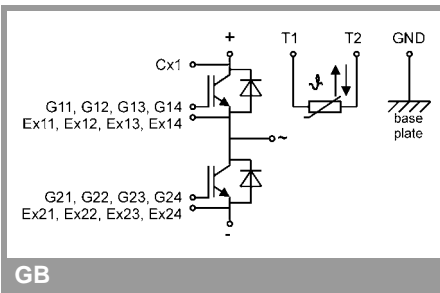 +
T1 T2 GND
Cx1
ϑ
G11, G12, G13, G14
Ex11, Ex12, Ex13, Ex14
base
plate
~
G21, G22, G23, G24
Ex21, Ex22, Ex23, Ex24
-
GB